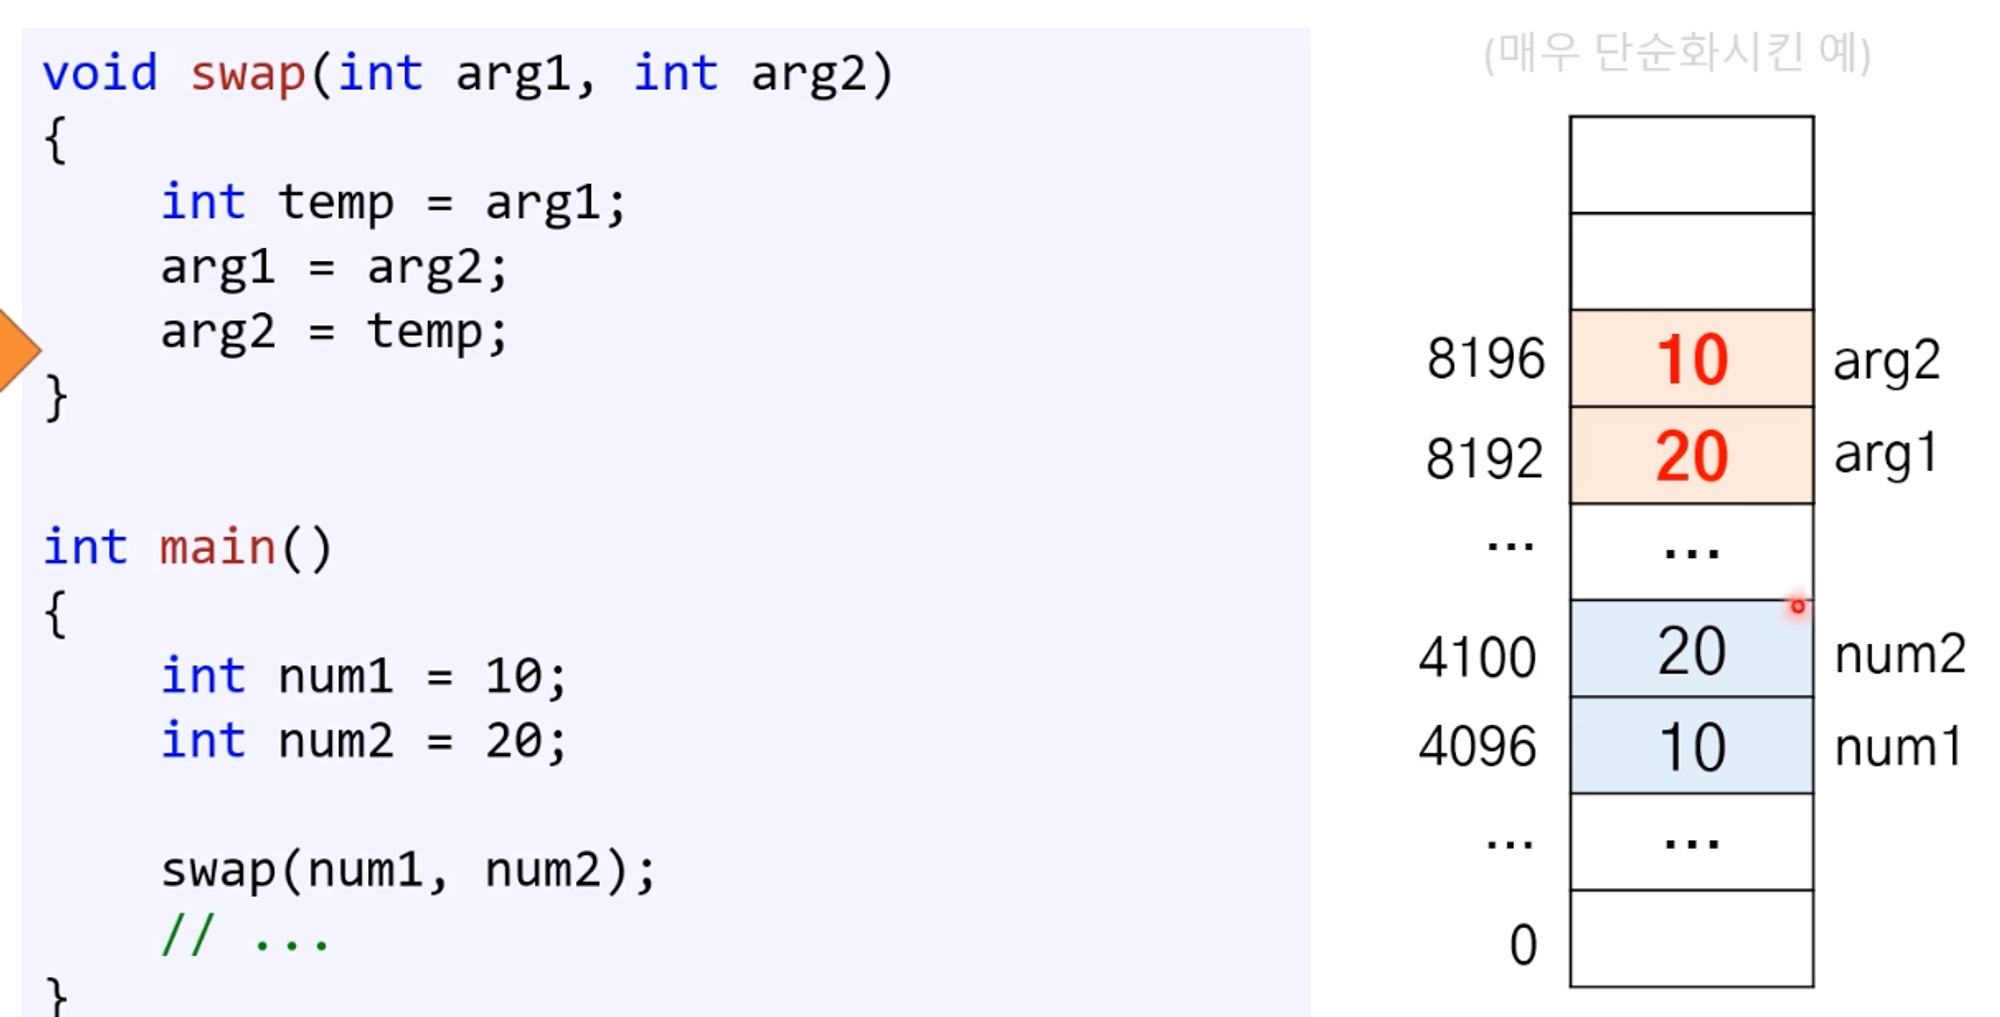 void swap(int arg1, int arg2)
{
    int temp = arg1;
    arg1 = arg2;
    arg2 = temp;
}
int main()
{
    int num1 = 10;
    int num2 = 20;
    swap(num1, num2);
    // ...
}
(매우 단순화시킨 예)
8196 10 arg2
8192 20 arg1
... ...
4100 20 num2
4096 10 num1
... ...
0